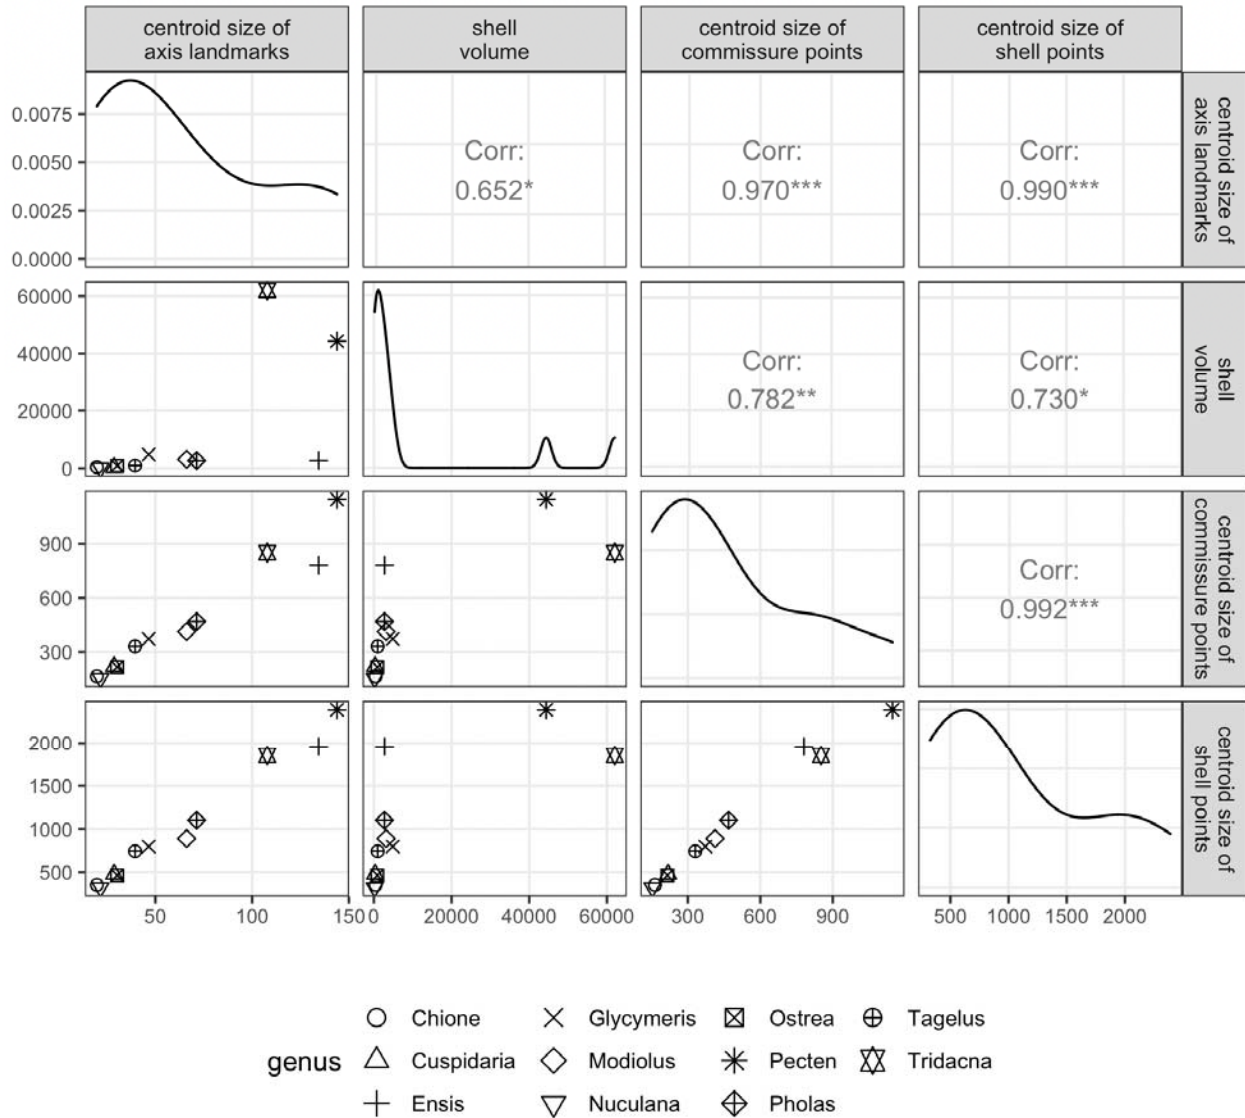 centroid size of
axis landmarks
shell
volume
centroid size of
commissure points
centroid size of
shell points
0.0075
0.0050
0.0025
0.0000
Corr:
0.652*
Corr:
0.970***
Corr:
0.990***
centroid size of
axis landmarks
60000
40000
20000
0
Corr:
0.782**
Corr:
0.730*
shell
volume
900
600
300
Corr:
0.992***
centroid size of
commissure points
2000
1500
1000
500
centroid size of
shell points
50 100 150
0 20000 40000 60000
300 600 900
500 1000 1500 2000
genus
Chione Glycymeris Ostrea Tagelus
Cuspidaria Modiolus Pecten Tridacna
Ensis Nuculana Pholas